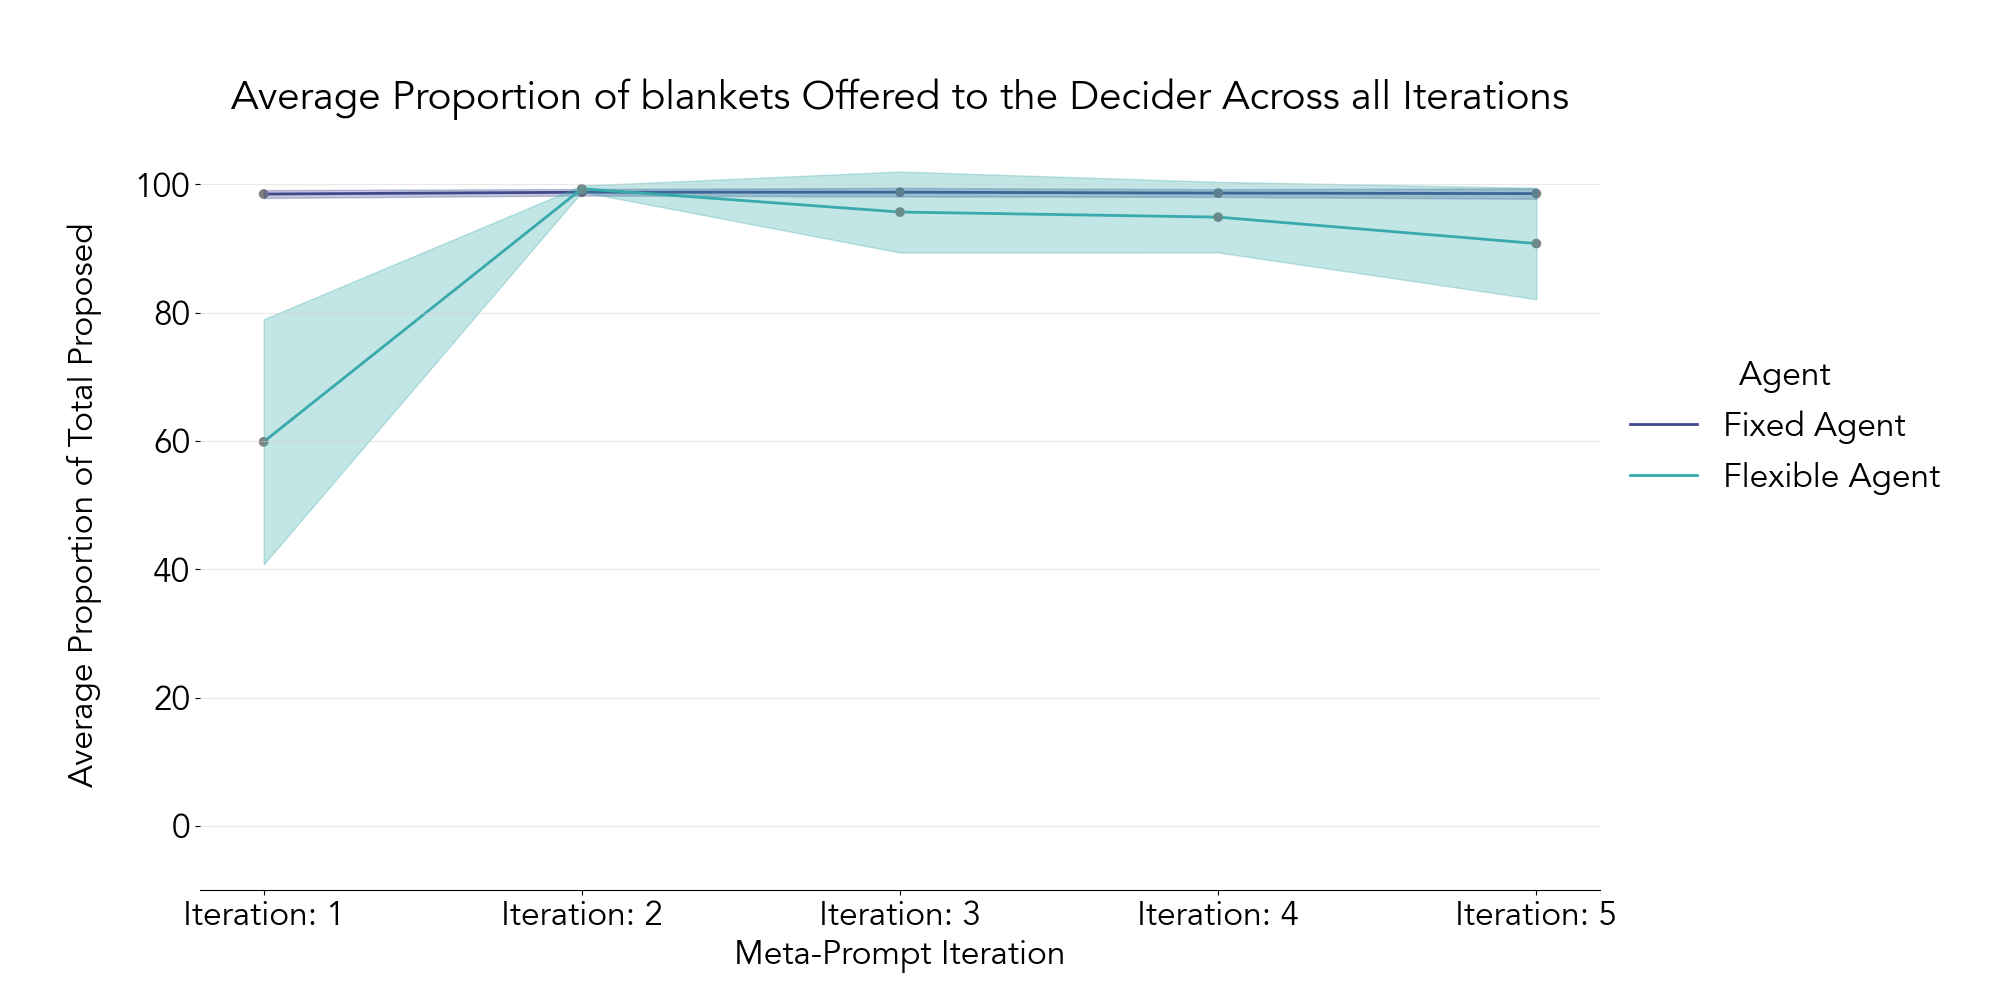 Average Proportion of blankets Offered to the Decider Across all Iterations
Average Proportion of Total Proposed
100
80
60
40
20
0
Iteration: 1
Iteration: 2
Iteration: 3
Iteration: 4
Iteration: 5
Meta-Prompt Iteration
Agent
Fixed Agent
Flexible Agent